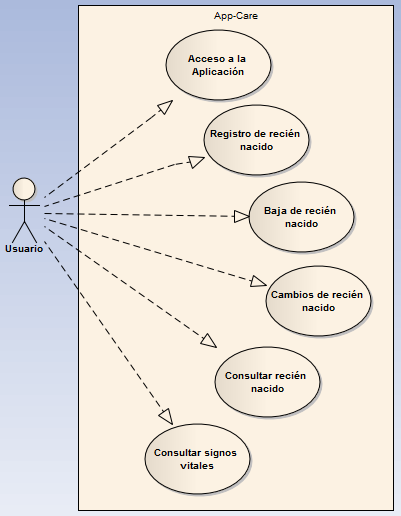 App-Care
Acceso a la
Aplicación
Registro de recién
nacido
Baja de recién
nacido
Usuario
Cambios de recién
nacido
Consultar recién
nacido
Consultar signos
vitales